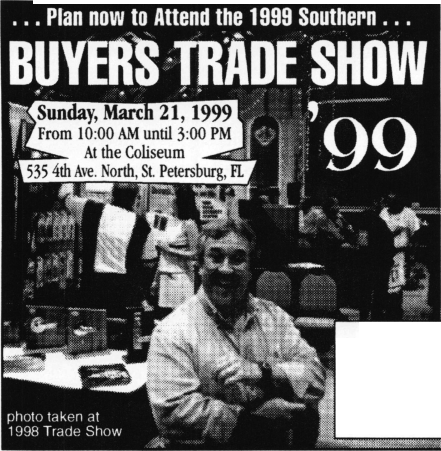 . . . Plan now to Attend the 1999 Southern . . .
BUYERS TRADE SHOW
'99
Sunday, March 21, 1999
From 10:00 AM until 3:00 PM
At the Coliseum
535 4th Ave. North, St. Petersburg, FL
photo taken at
1998 Trade Show